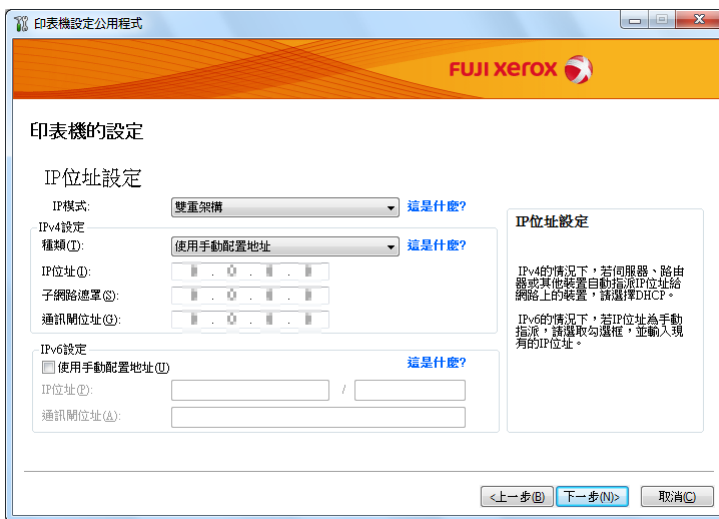 印表機設定公用程式
FUJI xerox
印表機的設定
IP位址設定
IP模式: 雙重架構 這是什麼?
IPv4設定
種類(T): 使用手動配置地址 這是什麼?
IP位址(I):
子網路遮罩(S):
通訊閘位址(G):
IPv6設定
使用手動配置地址(U) 這是什麼?
IP位址(P): /
通訊閘位址(A):
IP位址設定
IPv4的情況下，若伺服器、路由
器或其他裝置自動指派IP位址給
網路上的裝置，請選擇DHCP。
IPv6的情況下，若IP位址為手動
指派，請選取勾選框，並輸入現
有的IP位址。
<上一步(B) 下一步(N)> 取消(C)